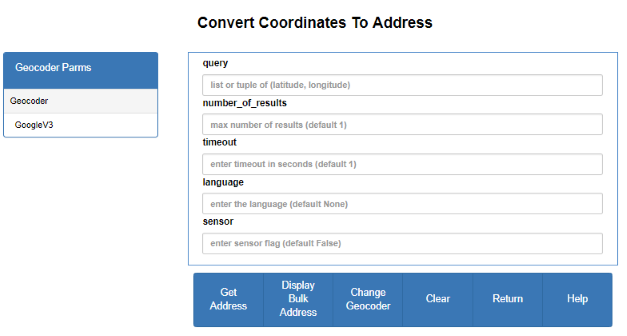 Convert Coordinates To Address
Geocoder Parms
Geocoder
GoogleV3
query
list or tuple of (latitude, longitude)
number_of_results
max number of results (default 1)
timeout
enter timeout in seconds (default 1)
language
enter the language (default None)
sensor
enter sensor flag (default False)
Get
Address
Display
Bulk
Address
Change
Geocoder
Clear
Return
Help